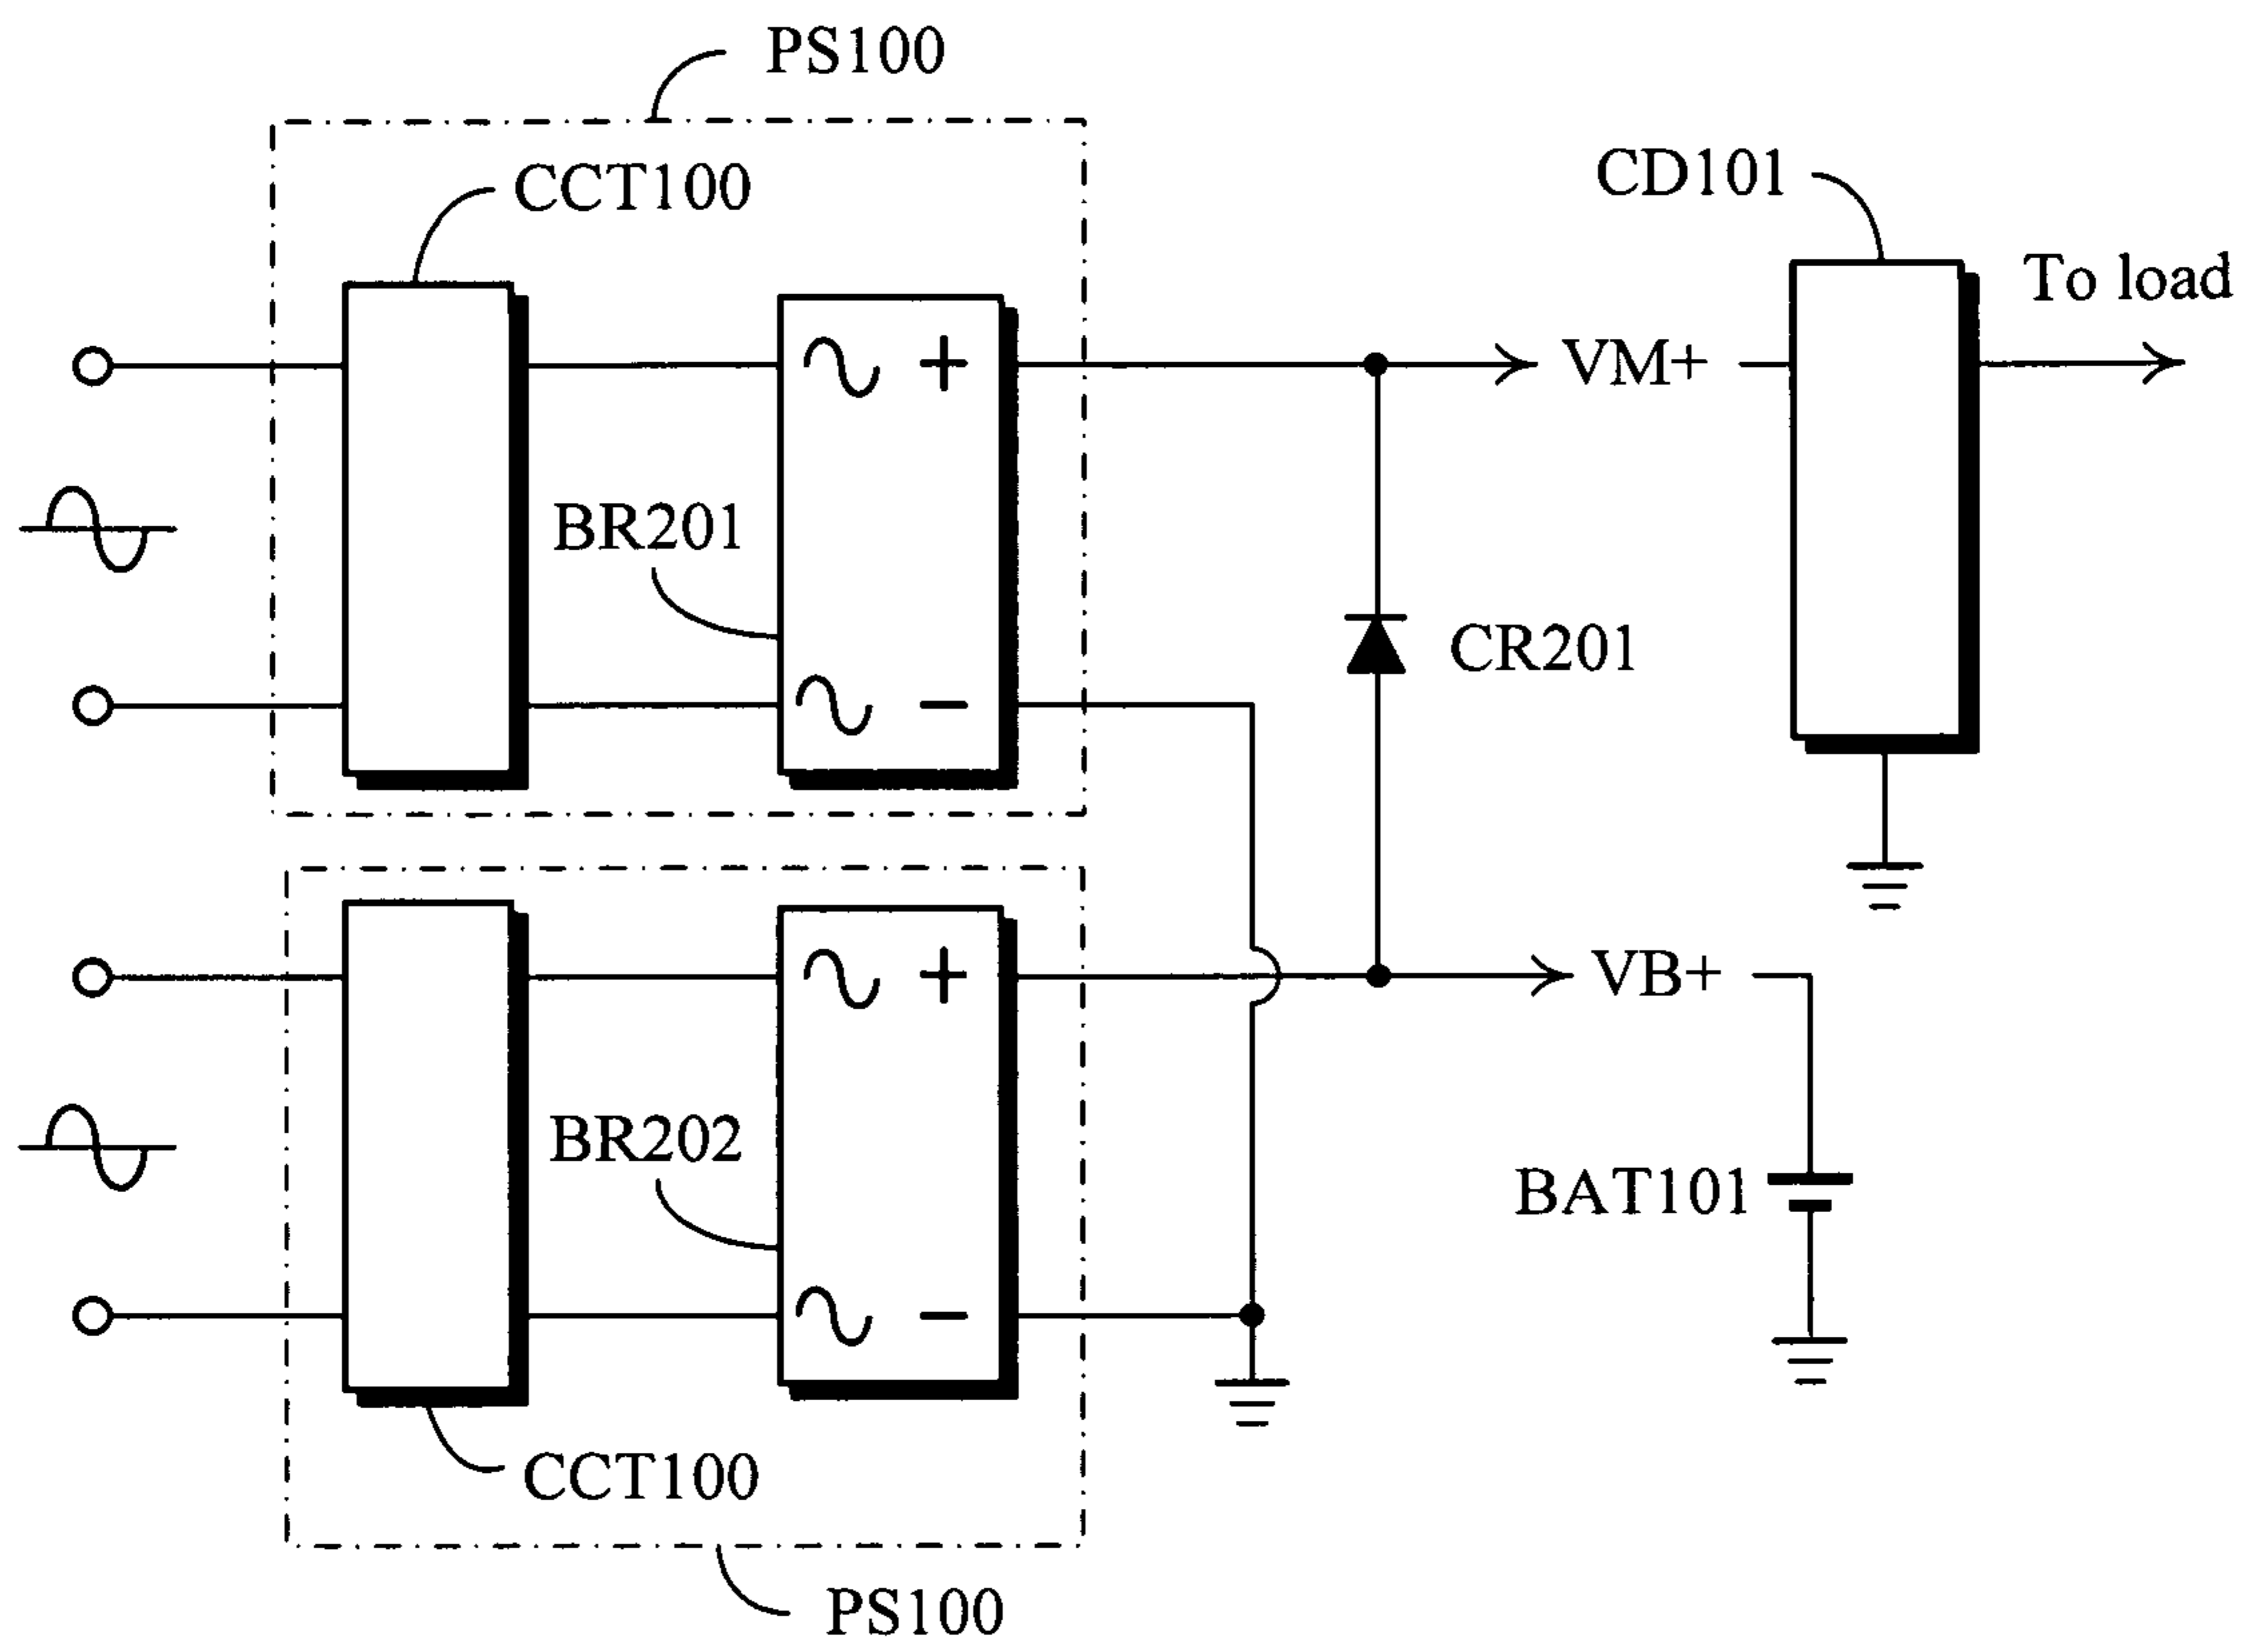 PS100
CCT100
CD101
To load
VM+
BR201
CR201
VB+
BR202
BAT101
CCT100
PS100